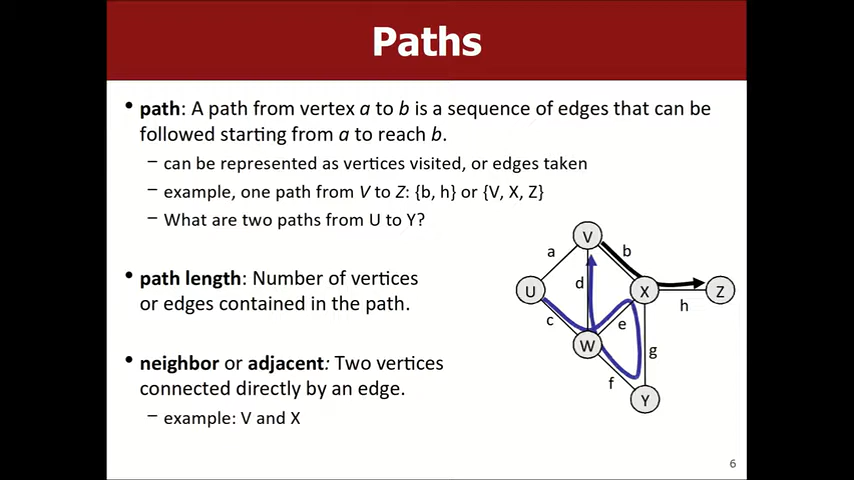 Paths
• path: A path from vertex a to b is a sequence of edges that can be
followed starting from a to reach b.
– can be represented as vertices visited, or edges taken
– example, one path from V to Z: {b, h} or {V, X, Z}
– What are two paths from U to Y?
• path length: Number of vertices
or edges contained in the path.
• neighbor or adjacent: Two vertices
connected directly by an edge.
– example: V and X
V
a
b
U
d
X
Z
h
c
e
W
g
f
Y
6